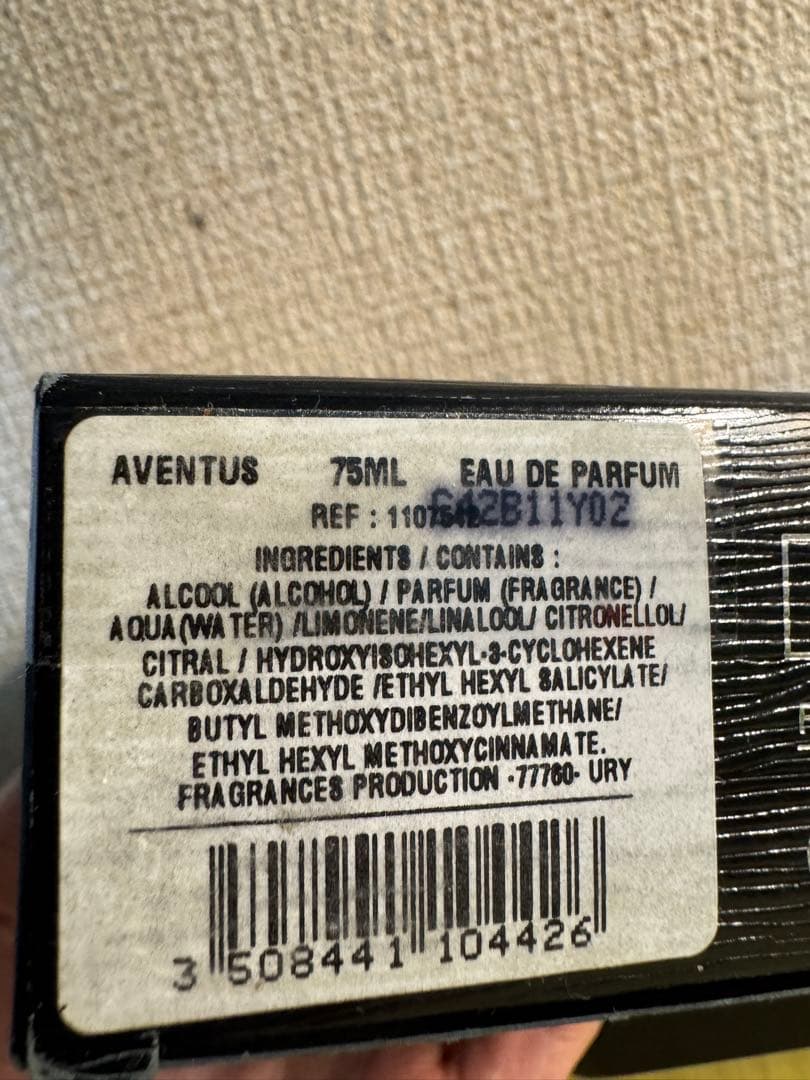 AVENTUS 75ML EAU DE PARFUM
REF : 642B11Y02
INGREDIENTS / CONTAINS :
ALCOOL (ALCOHOL) / PARFUM (FRAGRANCE) /
AQUA (WATER) /LIMONENE/LINALOOL/ CITRONELLOL/
CITRAL / HYDROXYISOHEXYL-3-CYCLOHEXENE
CARBOXALDEHYDE /ETHYL HEXYL SALICYLATE/
BUTYL METHOXYDIBENZOYLMETHANE/
ETHYL HEXYL METHOXYCINNAMATE.
FRAGRANCES PRODUCTION -77760- URY
3 508441 104426